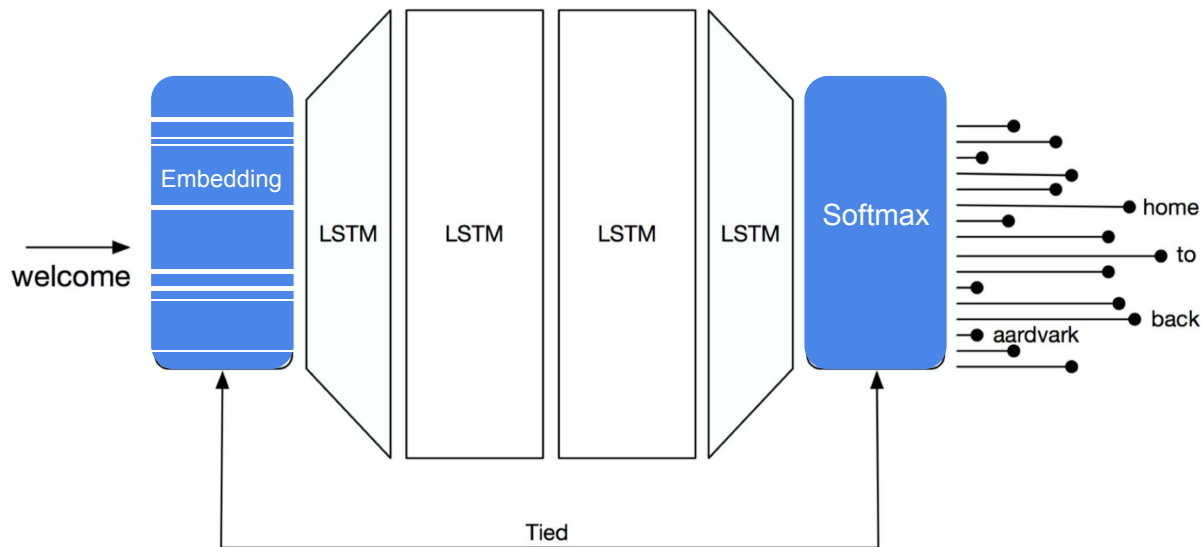 welcome
Embedding
LSTM
LSTM
LSTM
LSTM
Softmax
home
to
back
aardvark
Tied